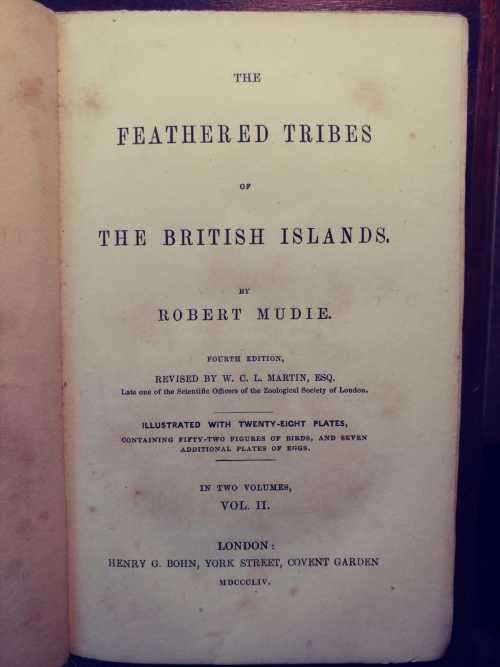 THE
FEATHERED TRIBES
OF
THE BRITISH ISLANDS.
BY
ROBERT MUDIE.
FOURTH EDITION,
REVISED BY W. C. L. MARTIN, ESQ.
Late one of the Scientific Officers of the Zoological Society of London.
ILLUSTRATED WITH TWENTY-EIGHT PLATES,
CONTAINING FIFTY-TWO FIGURES OF BIRDS, AND SEVEN
ADDITIONAL PLATES OF EGGS.
IN TWO VOLUMES,
VOL. II.
LONDON:
HENRY G. BOHN, YORK STREET, COVENT GARDEN
MDCCCLIV.